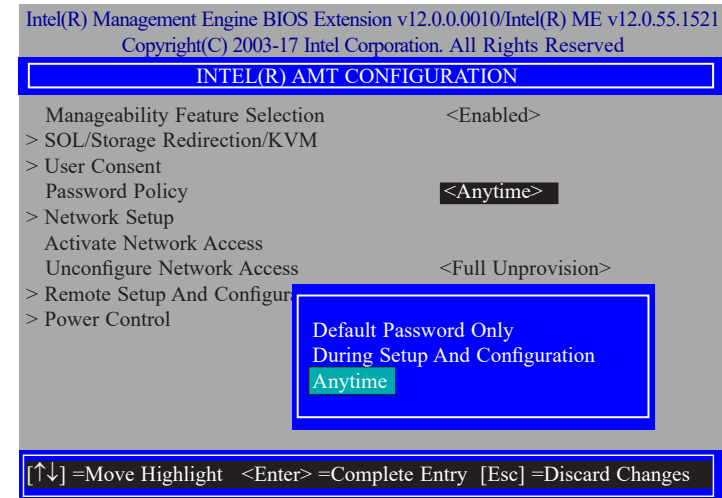 Intel(R) Management Engine BIOS Extension v12.0.0.0010/Intel(R) ME v12.0.55.1521
Copyright(C) 2003-17 Intel Corporation. All Rights Reserved
INTEL(R) AMT CONFIGURATION
Manageability Feature Selection <Enabled>
> SOL/Storage Redirection/KVM
> User Consent
Password Policy <Anytime>
> Network Setup
Activate Network Access
Unconfigure Network Access <Full Unprovision>
> Remote Setup And Configura
> Power Control
Default Password Only
During Setup And Configuration
Anytime
[↑↓] =Move Highlight <Enter> =Complete Entry [Esc] =Discard Changes